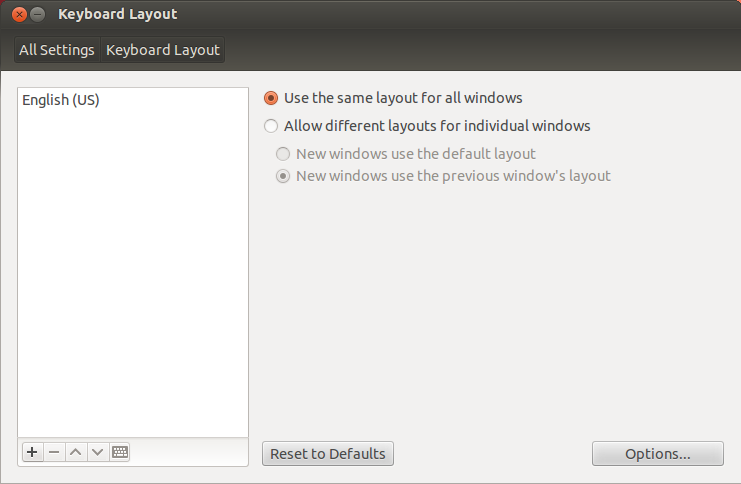 Keyboard Layout
All Settings Keyboard Layout
English (US)
Use the same layout for all windows
Allow different layouts for individual windows
New windows use the default layout
New windows use the previous window's layout
Reset to Defaults
Options...